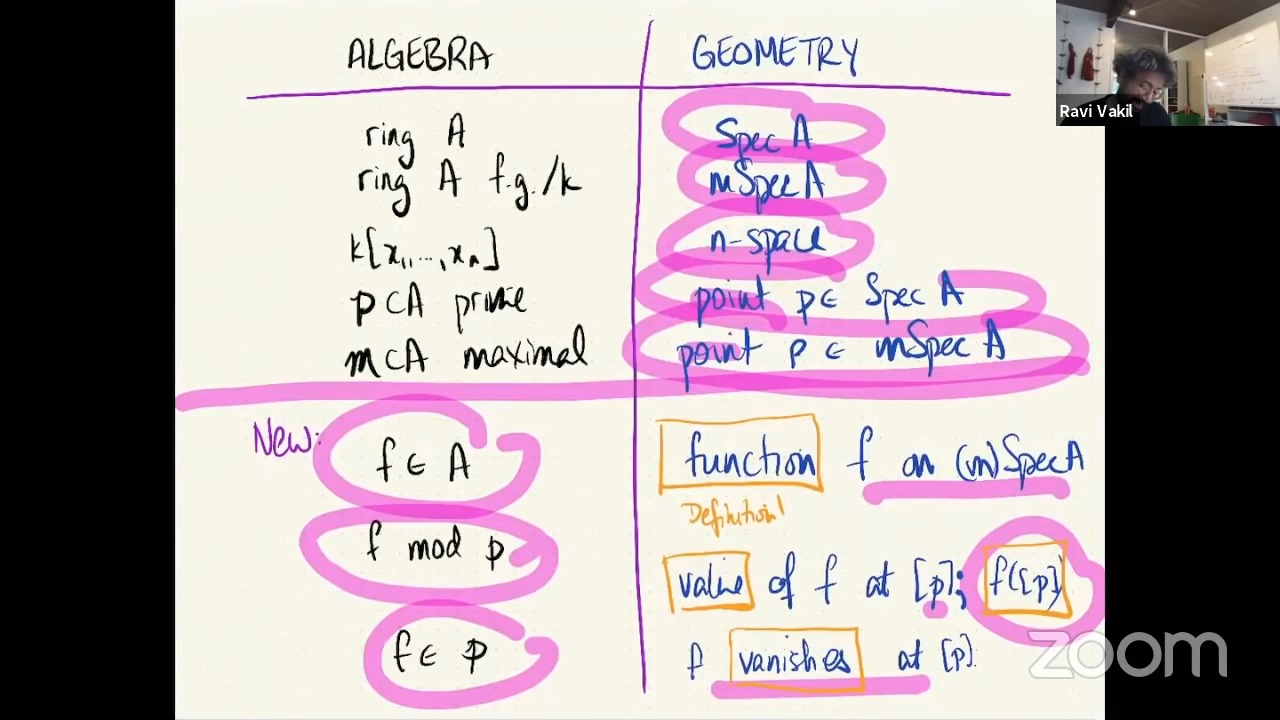 ALGEBRA GEOMETRY
Ravi Vakil
ring A Spec A
ring A f.g./k mSpec A
k[x₁,...,xₙ] n-space
p⊂A prime point p∈ Spec A
m⊂A maximal point p ∈ mSpec A
New:
f∈ A function f on (m)Spec A
Definition!
f mod p value of f at [p]; f([p])
f∈ p f vanishes at [p].
zoom